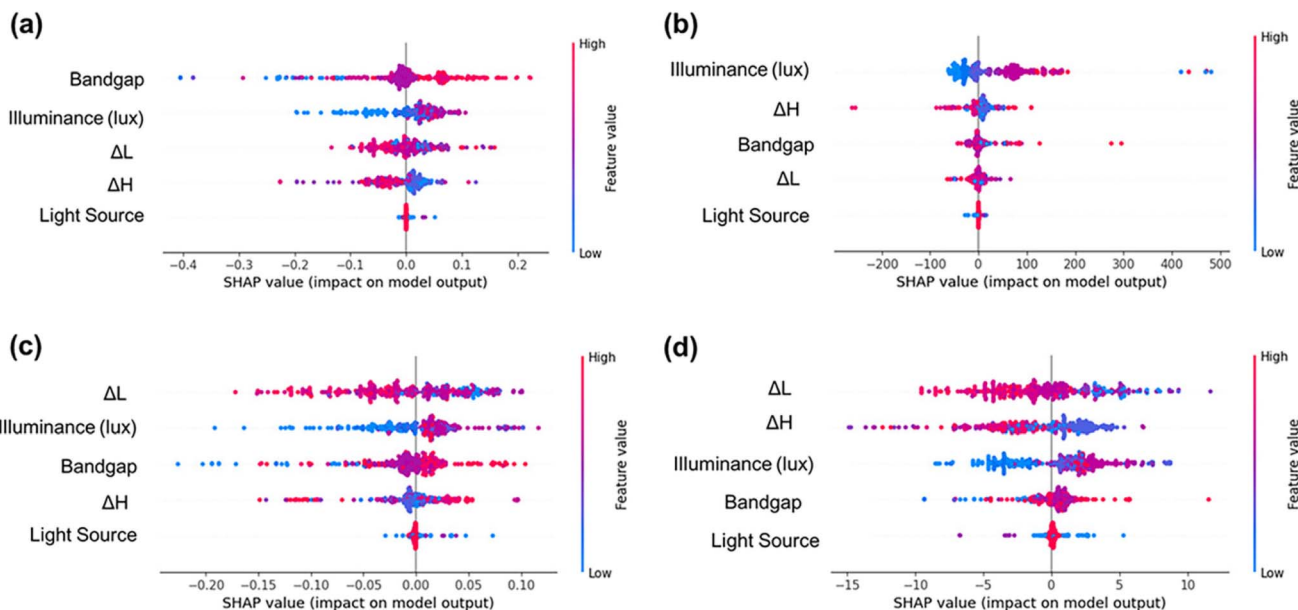 (a)
High
Bandgap
Illuminance (lux)
ΔL
ΔH
Light Source
Feature value
Low
−0.4 −0.3 −0.2 −0.1 0.0 0.1 0.2
SHAP value (impact on model output)
(b)
High
Illuminance (lux)
ΔH
Bandgap
ΔL
Light Source
Feature value
Low
−200 −100 0 100 200 300 400 500
SHAP value (impact on model output)
(c)
High
ΔL
Illuminance (lux)
Bandgap
ΔH
Light Source
Feature value
Low
−0.20 −0.15 −0.10 −0.05 0.00 0.05 0.10
SHAP value (impact on model output)
(d)
High
ΔL
ΔH
Illuminance (lux)
Bandgap
Light Source
Feature value
Low
−15 −10 −5 0 5 10
SHAP value (impact on model output)